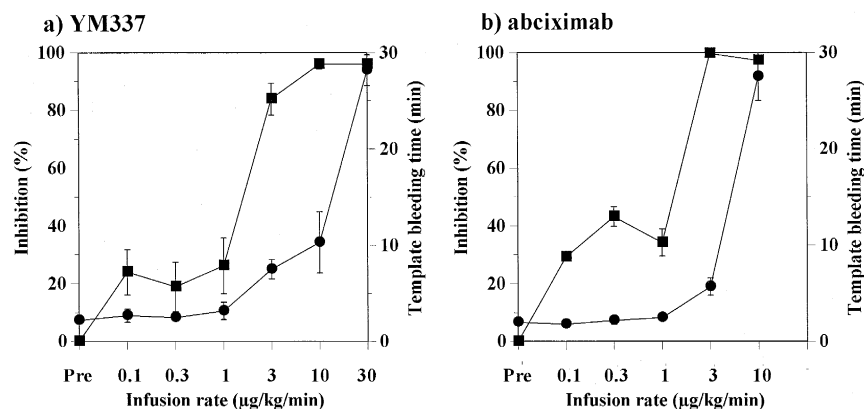 a) YM337
100
80
60
40
20
0
Inhibition (%)
30
20
10
0
Template bleeding time (min)
Pre 0.1 0.3 1 3 10 30
Infusion rate (μg/kg/min)
b) abciximab
100
80
60
40
20
0
Inhibition (%)
30
20
10
0
Template bleeding time (min)
Pre 0.1 0.3 1 3 10
Infusion rate (μg/kg/min)